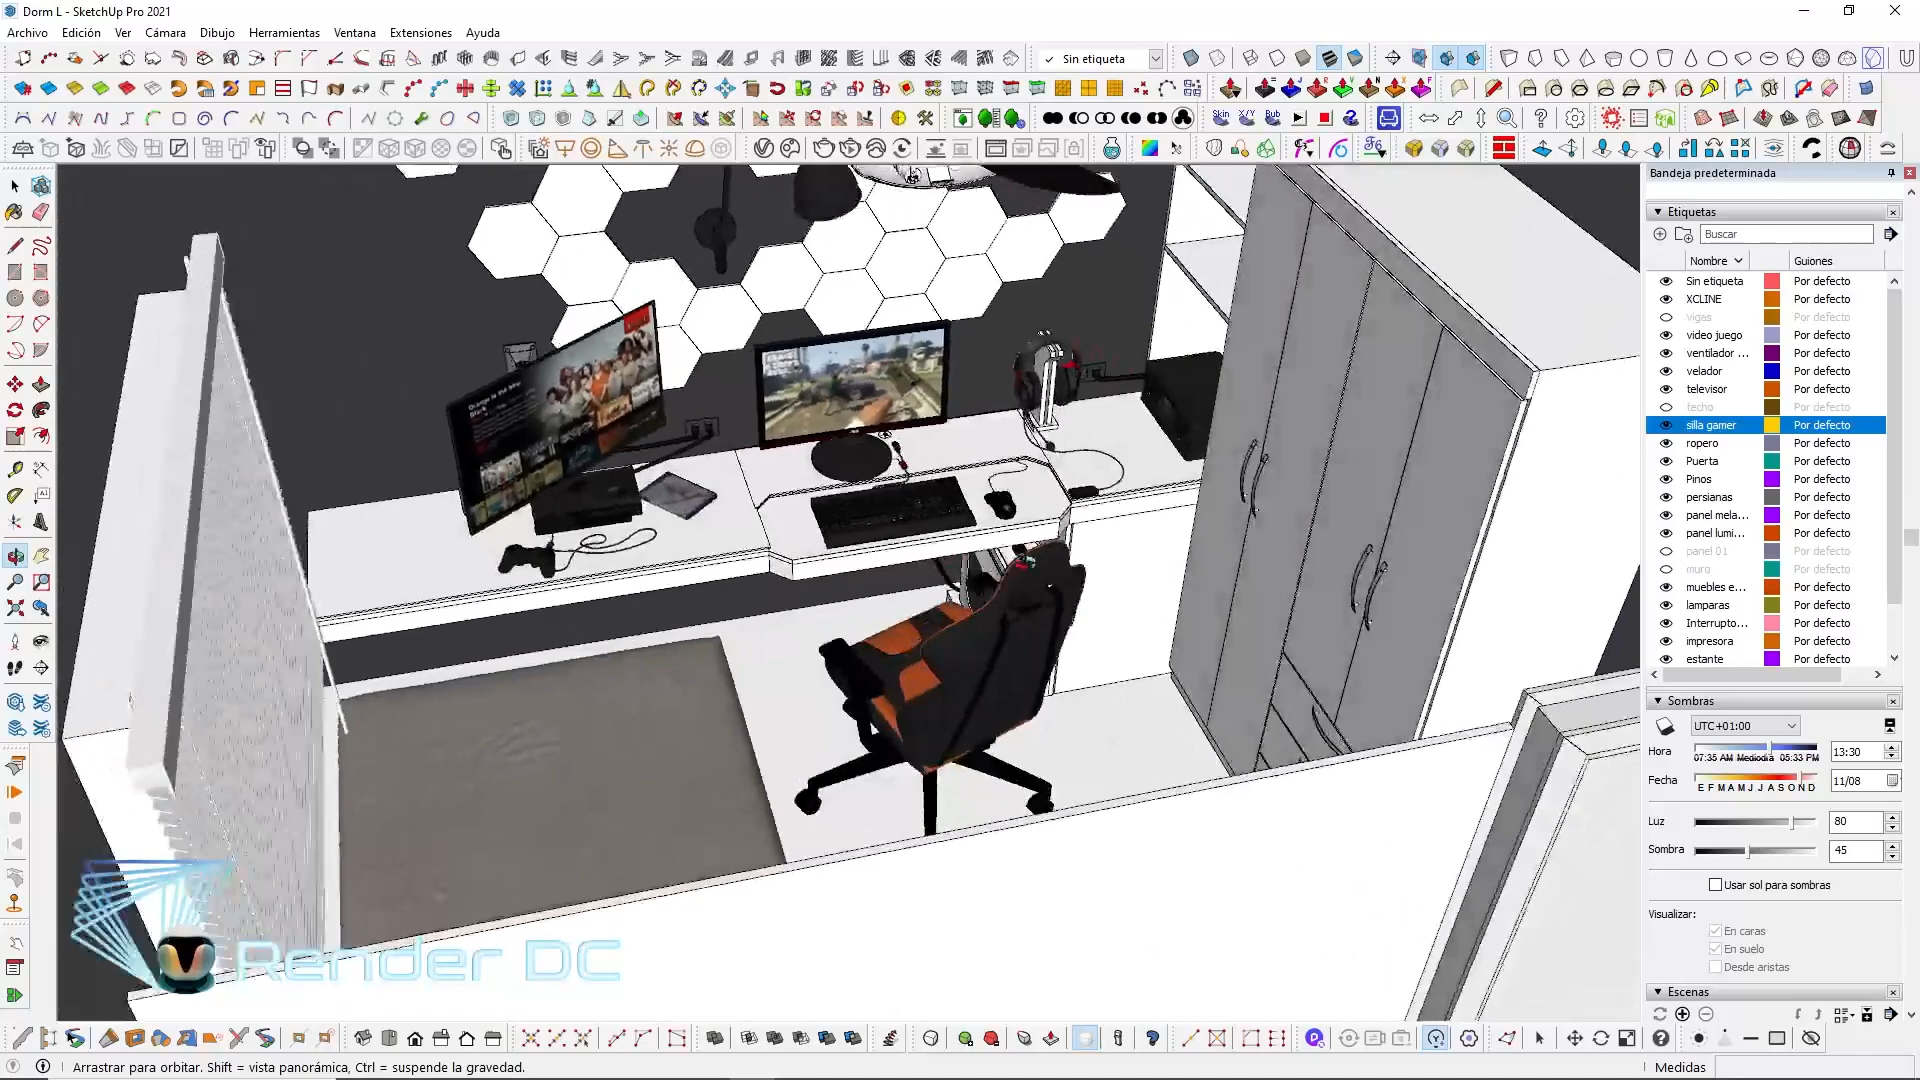 Dorm L - SketchUp Pro 2021
Archivo Edición Ver Cámara Dibujo Herramientas Ventana Extensiones Ayuda
✓ Sin etiqueta
Skin X/Y Bub
Bandeja predeterminada
Etiquetas
Buscar
Nombre Guiones
Sin etiqueta Por defecto
XCLINE Por defecto
vigas Por defecto
video juego Por defecto
ventilador ... Por defecto
velador Por defecto
televisor Por defecto
techo Por defecto
silla gamer Por defecto
ropero Por defecto
Puerta Por defecto
Pinos Por defecto
persianas Por defecto
panel mela... Por defecto
panel lumi... Por defecto
panel 01 Por defecto
muro Por defecto
muebles e... Por defecto
lamparas Por defecto
Interrupto... Por defecto
impresora Por defecto
estante Por defecto
Sombras
UTC+01:00
Hora 07:35 AM Mediodía 05:33 PM 13:30
Fecha E F M A M J J A S O N D 11/08
Luz 80
Sombra 45
Usar sol para sombras
Visualizar:
En caras
En suelo
Desde aristas
Escenas
Orange is the New Black
Render DC
Arrastrar para orbitar. Shift = vista panorámica, Ctrl = suspende la gravedad.
Medidas